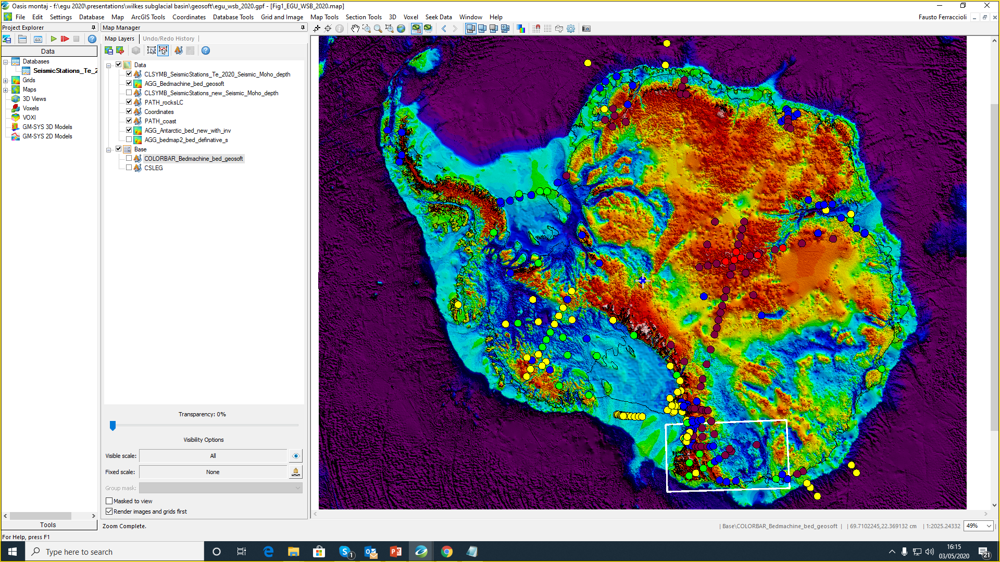 Oasis montaj - f:\egu 2020\presentations\wilkes subglacial basin\geosoft\egu_wsb_2020.gpf - [Fig1_EGU_WSB_2020.map]
File Edit Settings Database Map ArcGIS Tools Coordinates Database Tools Grid and Image Map Tools Section Tools 3D Voxel Seek Data Window Help Fausto Ferraccioli
Project Explorer
Map Manager
Map Layers Undo/Redo History
GX
Data
Databases
SeismicStations_Te_2
Grids
Maps
3D Views
Voxels
VOXI
GM-SYS 3D Models
GM-SYS 2D Models
Tools
Data
CLSYMB_SeismicStations_Te_2020_Seismic_Moho_depth
AGG_Bedmachine_bed_geosoft
CLSYMB_SeismicStations_new_Seismic_Moho_depth
PATH_rocksLC
Coordinates
PATH_coast
AGG_Antarctic_bed_new_with_inv
AGG_bedmap2_bed_definative_s
Base
COLORBAR_Bedmachine_bed_geosoft
CSLEG
Transparency: 0%
Visibility Options
Visible scale: All
Fixed scale: None
Group mask:
Masked to view
Render images and grids first
Zoom Complete.
| Base\COLORBAR_Bedmachine_bed_geosoft | | 69.7102245,22.369132 cm | 1:2025.24332 49%
For Help, press F1
Type here to search
1
16:15
03/05/2020
21